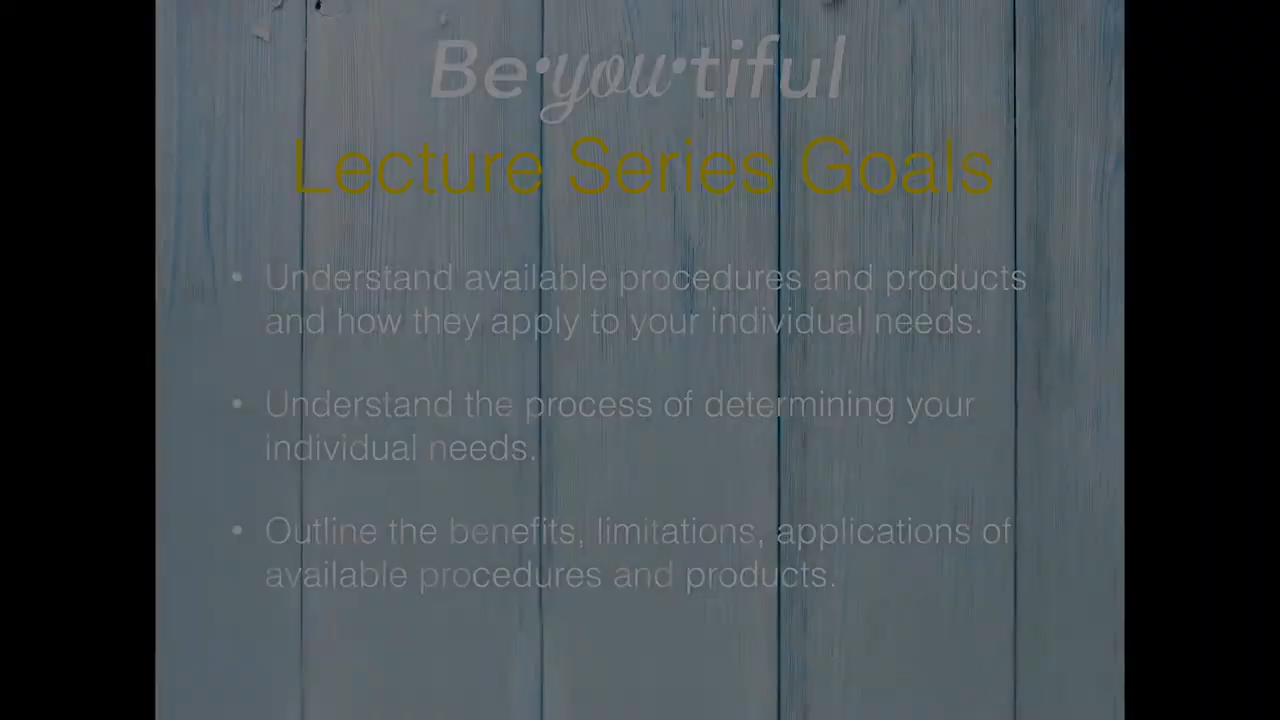 Be•you•tiful
Lecture Series Goals
• Understand available procedures and products
and how they apply to your individual needs.
• Understand the process of determining your
individual needs.
• Outline the benefits, limitations, applications of
available procedures and products.